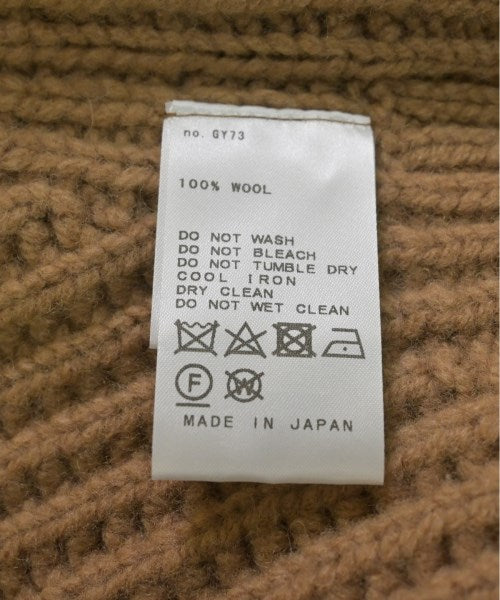 no. GY73
100% WOOL
DO NOT WASH
DO NOT BLEACH
DO NOT TUMBLE DRY
COOL IRON
DRY CLEAN
DO NOT WET CLEAN
F W
MADE IN JAPAN